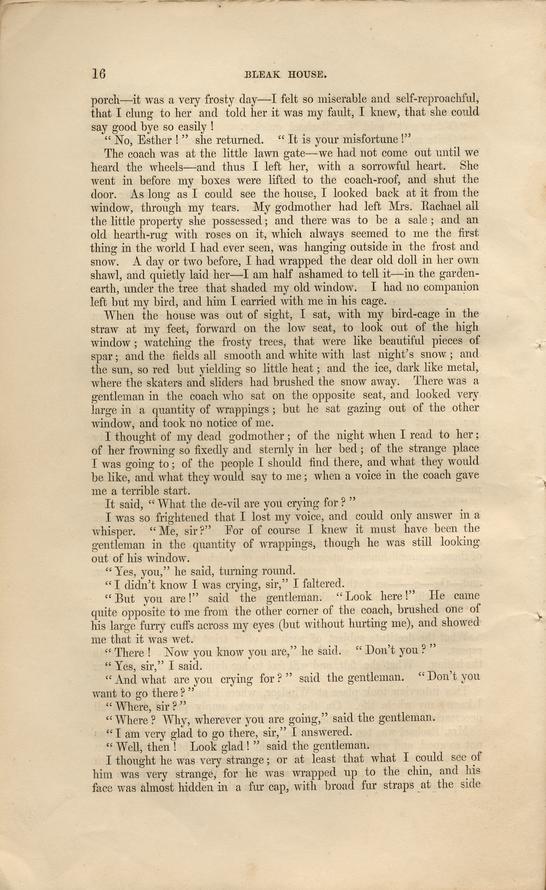 16
BLEAK HOUSE.
porch—it was a very frosty day—I felt so miserable and self-reproachful,
that I clung to her and told her it was my fault, I knew, that she could
say good bye so easily !
“ No, Esther ! ” she returned. “ It is your misfortune !”
The coach was at the little lawn gate—we had not come out until we
heard the wheels—and thus I left her, with a sorrowful heart. She
went in before my boxes were lifted to the coach-roof, and shut the
door. As long as I could see the house, I looked back at it from the
window, through my tears. My godmother had left Mrs. Rachael all
the little property she possessed ; and there was to be a sale ; and an
old hearth-rug with roses on it, which always seemed to me the first
thing in the world I had ever seen, was hanging outside in the frost and
snow. A day or two before, I had wrapped the dear old doll in her own
shawl, and quietly laid her—I am half ashamed to tell it—in the garden-
earth, under the tree that shaded my old window. I had no companion
left but my bird, and him I carried with me in his cage.
When the house was out of sight, I sat, with my bird-cage in the
straw at my feet, forward on the low seat, to look out of the high
window ; watching the frosty trees, that were like beautiful pieces of
spar ; and the fields all smooth and white with last night's snow ; and
the sun, so red but yielding so little heat ; and the ice, dark like metal,
where the skaters and sliders had brushed the snow away. There was a
gentleman in the coach who sat on the opposite seat, and looked very
large in a quantity of wrappings ; but he sat gazing out of the other
window, and took no notice of me.
I thought of my dead godmother ; of the night when I read to her ;
of her frowning so fixedly and sternly in her bed ; of the strange place
I was going to ; of the people I should find there, and what they would
be like, and what they would say to me ; when a voice in the coach gave
me a terrible start.
It said, “ What the de-vil are you crying for ? ”
I was so frightened that I lost my voice, and could only answer in a
whisper. “ Me, sir?” For of course I knew it must have been the
gentleman in the quantity of wrappings, though he was still looking
out of his window.
“ Yes, you,” he said, turning round.
“ I didn't know I was crying, sir,” I faltered.
“ But you are !” said the gentleman. “ Look here !” He came
quite opposite to me from the other corner of the coach, brushed one of
his large furry cuffs across my eyes (but without hurting me), and showed
me that it was wet.
“ There ! Now you know you are,” he said. “ Don't you ? ”
“ Yes, sir,” I said.
“ And what are you crying for ? ” said the gentleman. “ Don't you
want to go there ? ”
“ Where, sir ? ”
“ Where ? Why, wherever you are going,” said the gentleman.
“ I am very glad to go there, sir,” I answered.
“ Well, then ! Look glad ! ” said the gentleman.
I thought he was very strange ; or at least that what I could see of
him was very strange, for he was wrapped up to the chin, and his
face was almost hidden in a fur cap, with broad fur straps at the side